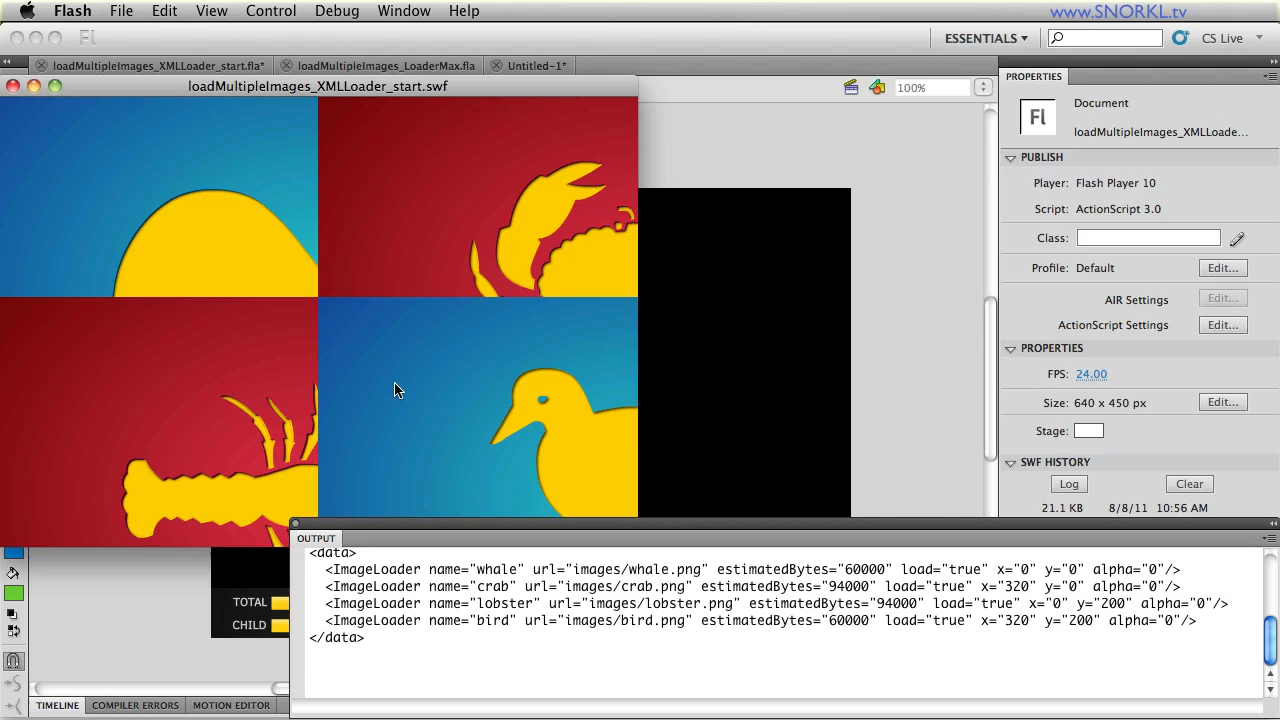 www.SNORKL.tv
Flash File Edit View Control Debug Window Help
Fl ESSENTIALS CS Live
loadMultipleImages_XMLLoader_start.fla* loadMultipleImages_LoaderMax.fla Untitled-1*
loadMultipleImages_XMLLoader_start.swf
100%
PROPERTIES
Fl
Document
loadMultipleImages_XMLLoade...
PUBLISH
Player: Flash Player 10
Script: ActionScript 3.0
Class:
Profile: Default Edit...
AIR Settings Edit...
ActionScript Settings Edit...
PROPERTIES
FPS: 24.00
Size: 640 x 450 px Edit...
Stage:
SWF HISTORY
Log Clear
21.1 KB 8/8/11 10:56 AM
OUTPUT
<data>
<ImageLoader name="whale" url="images/whale.png" estimatedBytes="60000" load="true" x="0" y="0" alpha="0"/>
<ImageLoader name="crab" url="images/crab.png" estimatedBytes="94000" load="true" x="320" y="0" alpha="0"/>
<ImageLoader name="lobster" url="images/lobster.png" estimatedBytes="94000" load="true" x="0" y="200" alpha="0"/>
<ImageLoader name="bird" url="images/bird.png" estimatedBytes="60000" load="true" x="320" y="200" alpha="0"/>
</data>
TOTAL
CHILD
TIMELINE COMPILER ERRORS MOTION EDITOR